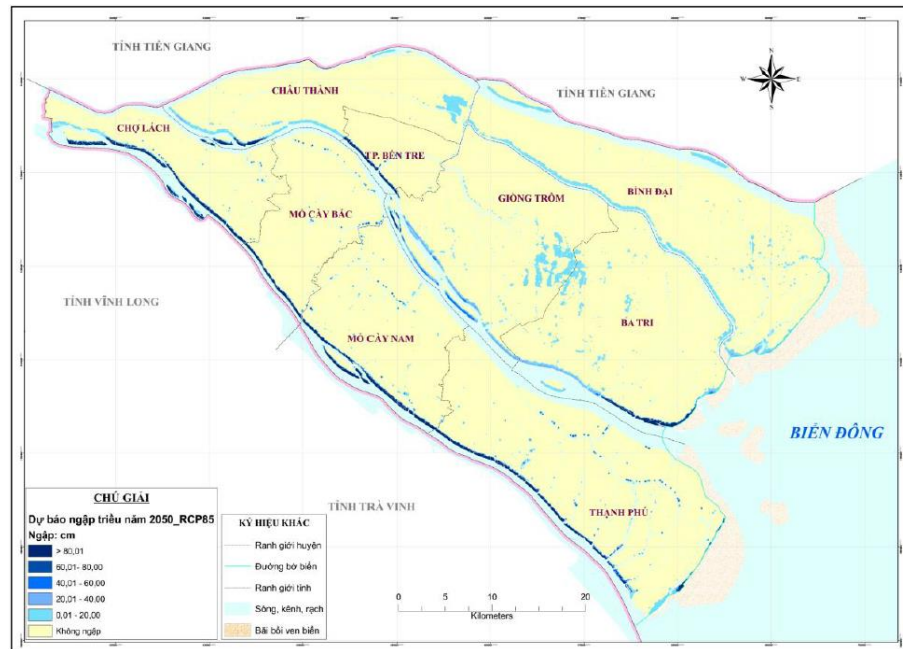 TỈNH TIỀN GIANG
N
W E
S
CHÂU THÀNH
TỈNH TIỀN GIANG
CHỢ LÁCH
TP. BẾN TRE
GIỒNG TRÔM
BÌNH ĐẠI
MỎ CÀY BẮC
TỈNH VĨNH LONG
BA TRI
MỎ CÀY NAM
BIỂN ĐÔNG
TỈNH TRÀ VINH
THẠNH PHÚ
CHÚ GIẢI
Dự báo ngập triều năm 2050_RCP85
Ngập: cm
> 80,01
60,01- 80,00
40,01 - 60,00
20,01 - 40,00
0,01 - 20,00
Không ngập
KÝ HIỆU KHÁC
Ranh giới huyện
Đường bờ biển
Ranh giới tỉnh
Sông, kênh, rạch
Bãi bồi ven biển
0 5 10 20
Kilometers